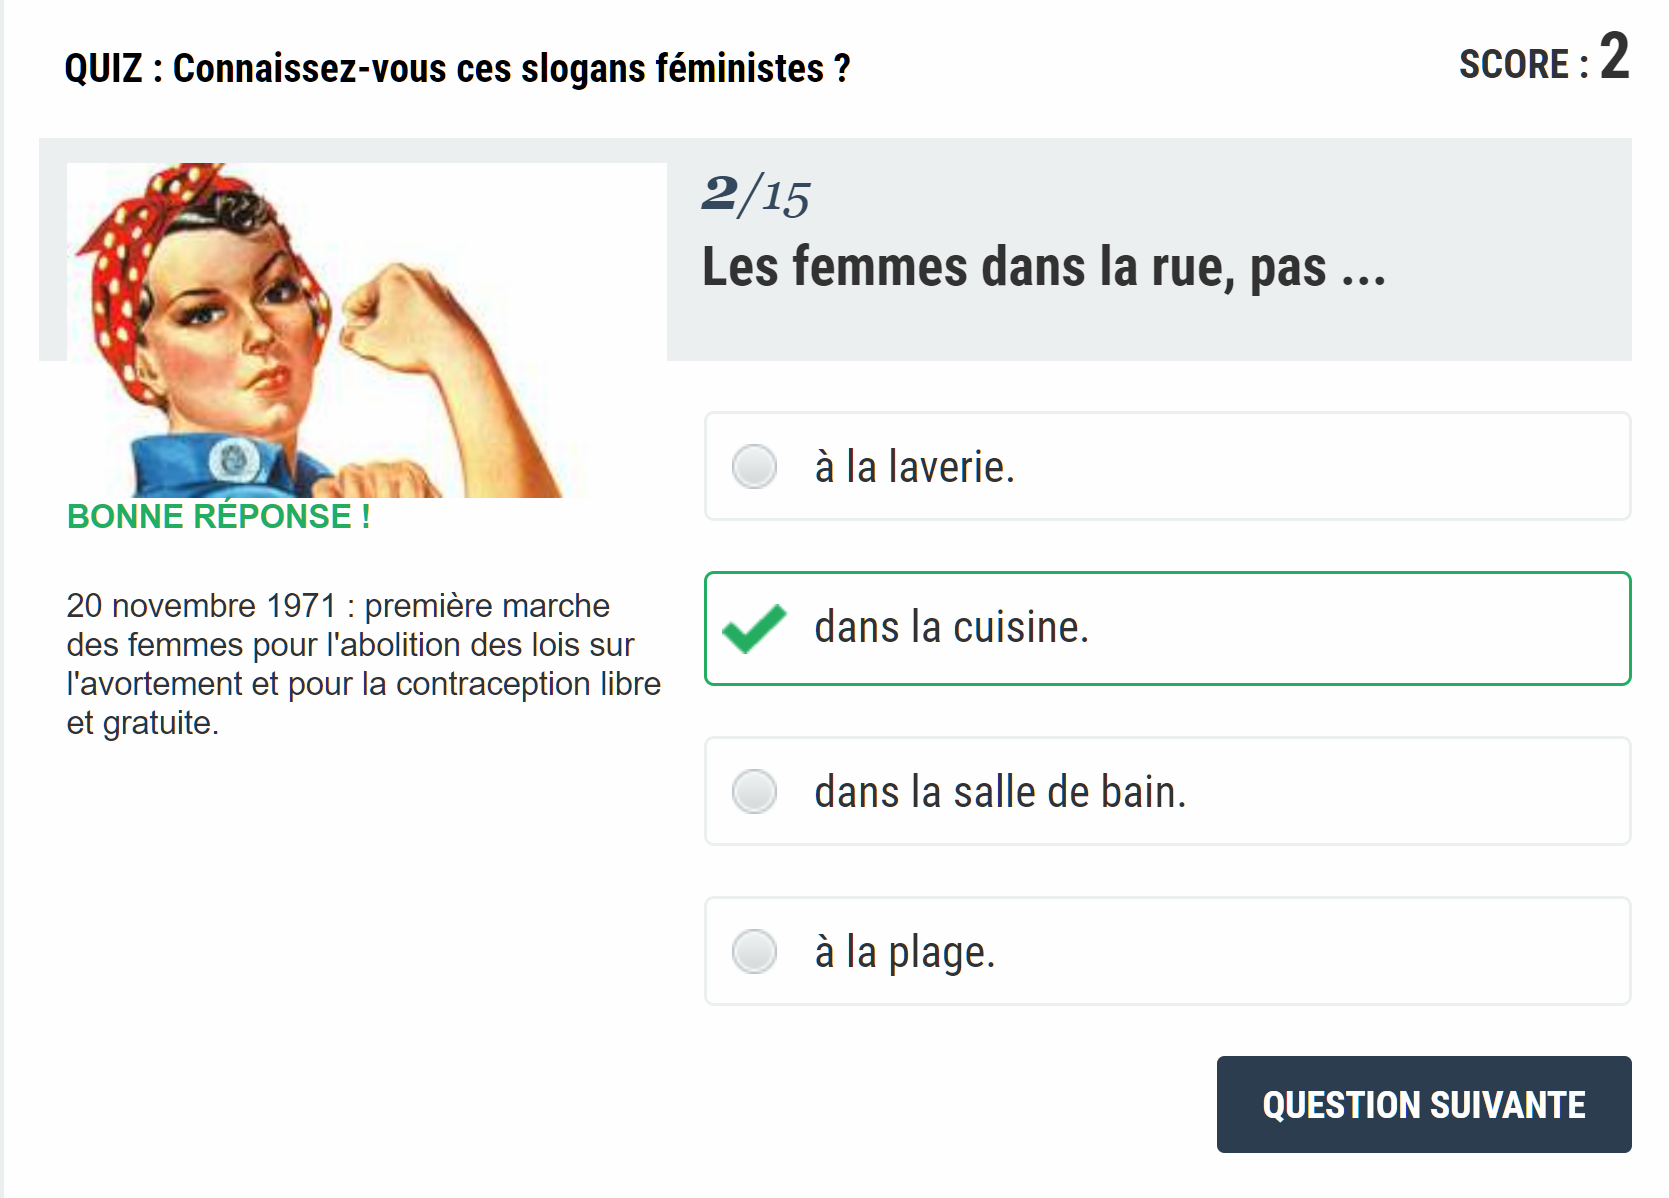 QUIZ : Connaissez-vous ces slogans féministes ?
SCORE : 2
2/15
Les femmes dans la rue, pas ...
BONNE RÉPONSE !
20 novembre 1971 : première marche
des femmes pour l'abolition des lois sur
l'avortement et pour la contraception libre
et gratuite.
à la laverie.
dans la cuisine.
dans la salle de bain.
à la plage.
QUESTION SUIVANTE